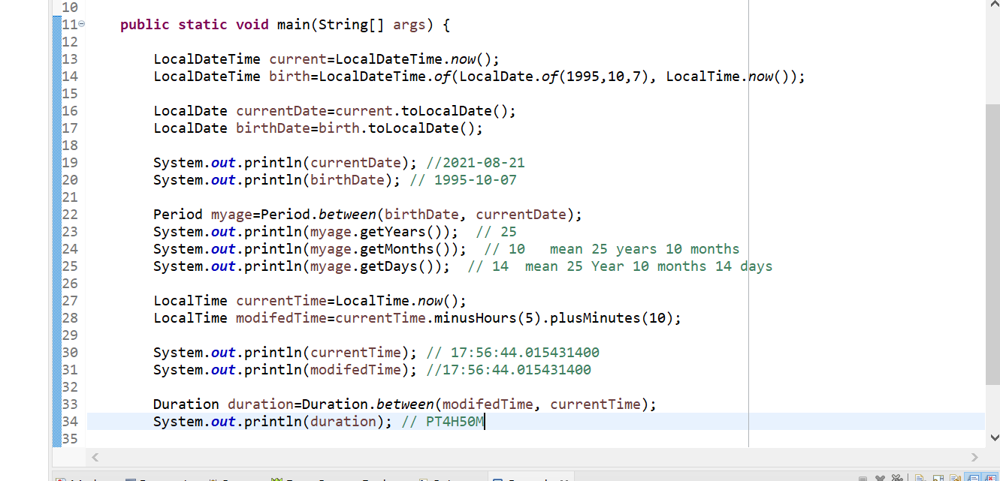 10
11 public static void main(String[] args) {
12
13 LocalDateTime current=LocalDateTime.now();
14 LocalDateTime birth=LocalDateTime.of(LocalDate.of(1995,10,7), LocalTime.now());
15
16 LocalDate currentDate=current.toLocalDate();
17 LocalDate birthDate=birth.toLocalDate();
18
19 System.out.println(currentDate); //2021-08-21
20 System.out.println(birthDate); // 1995-10-07
21
22 Period myage=Period.between(birthDate, currentDate);
23 System.out.println(myage.getYears());  // 25
24 System.out.println(myage.getMonths());  // 10   mean 25 years 10 months
25 System.out.println(myage.getDays());  // 14  mean 25 Year 10 months 14 days
26
27 LocalTime currentTime=LocalTime.now();
28 LocalTime modifedTime=currentTime.minusHours(5).plusMinutes(10);
29
30 System.out.println(currentTime); // 17:56:44.015431400
31 System.out.println(modifedTime); //17:56:44.015431400
32
33 Duration duration=Duration.between(modifedTime, currentTime);
34 System.out.println(duration); // PT4H50M
35